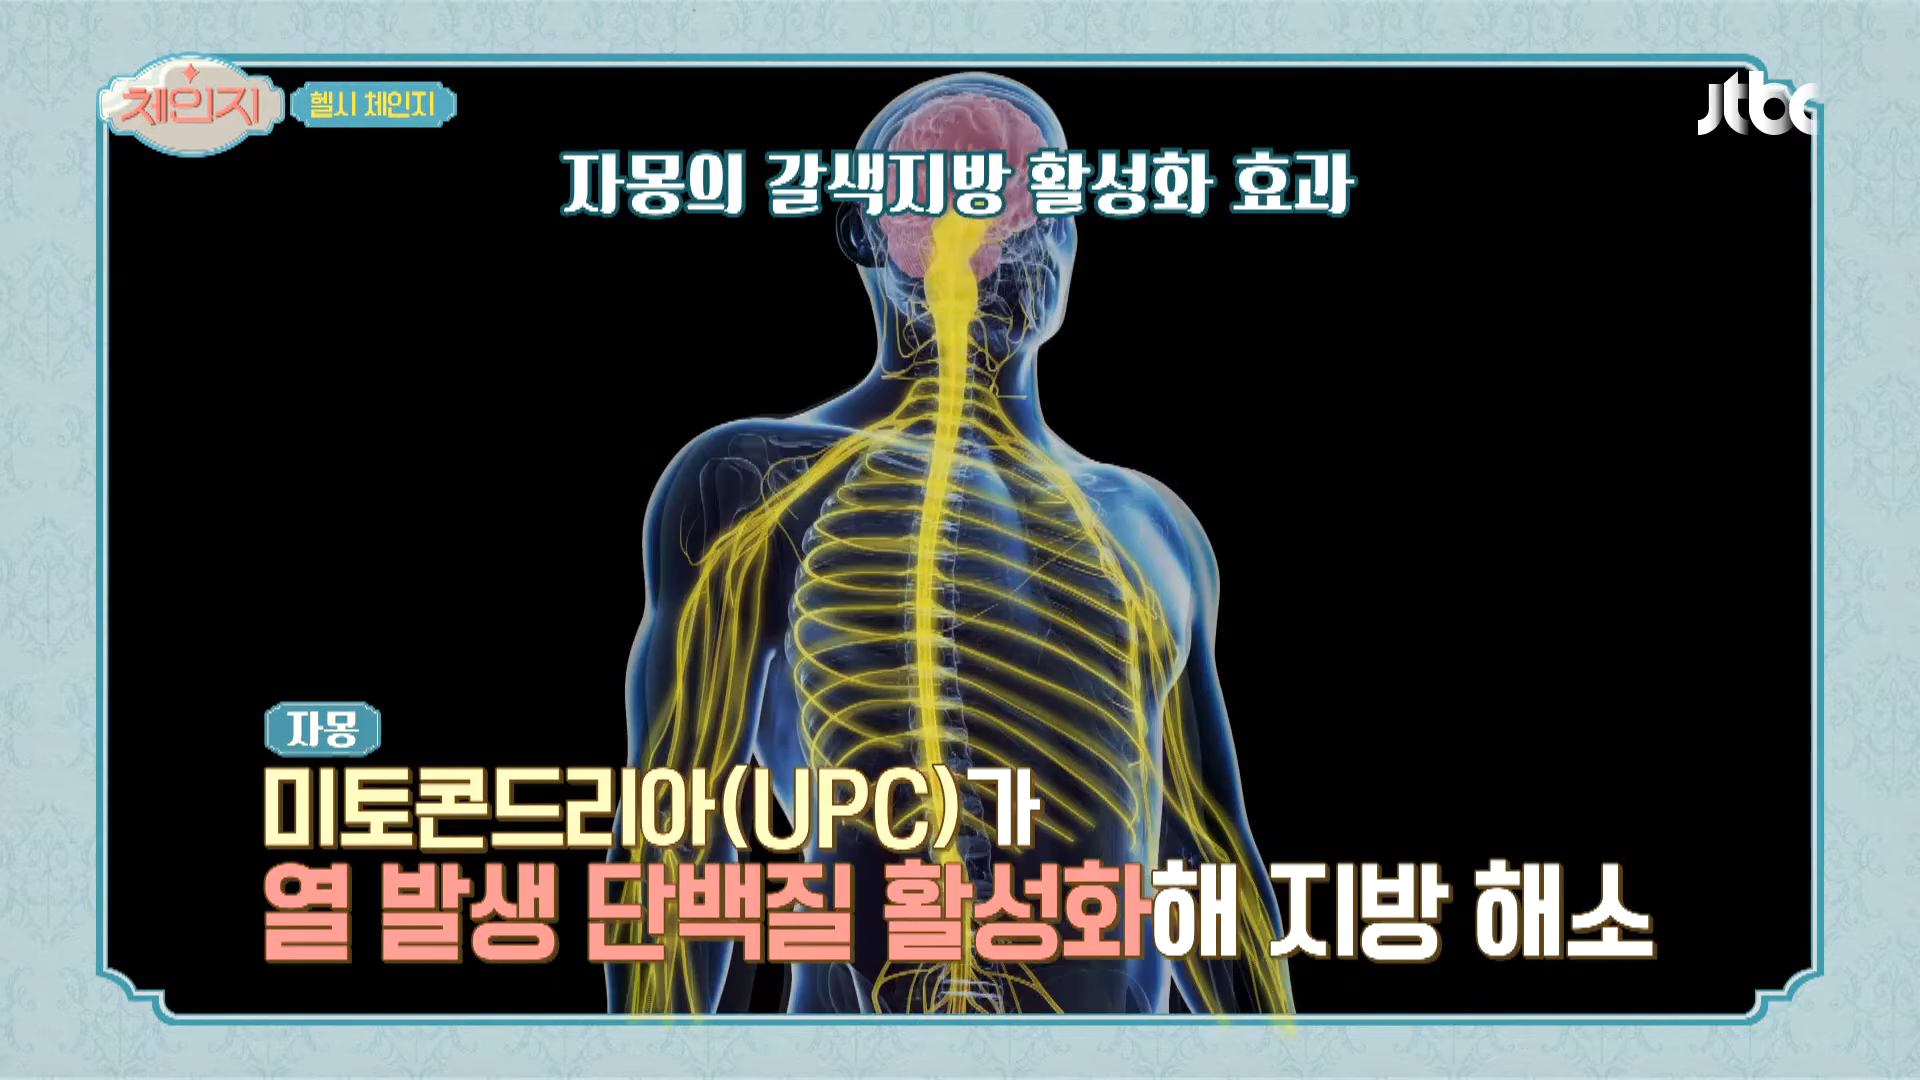 체인지
헬시 체인지
jtbc
자몽의 갈색지방 활성화 효과
자몽
미토콘드리아(UPC)가
열 발생 단백질 활성화해 지방 해소